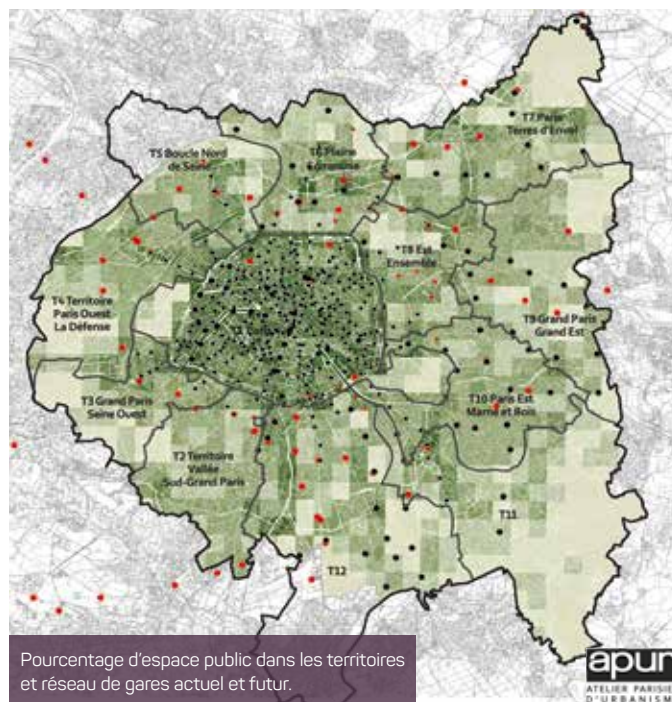 T7 Paris
Terres d'Envol
T5 Boucle Nord
de Seine
T6 Plaine
Commune
T8 Est
Ensemble
T4 Territoire
Paris Ouest
La Défense
T9 Grand Paris
Grand Est
T3 Grand Paris
Seine Ouest
T10 Paris Est
Marne et Bois
T2 Territoire
Vallée
Sud-Grand Paris
T11
T12
Pourcentage d'espace public dans les territoires
et réseau de gares actuel et futur.
apur
ATELIER PARISIE
D'URBANISM